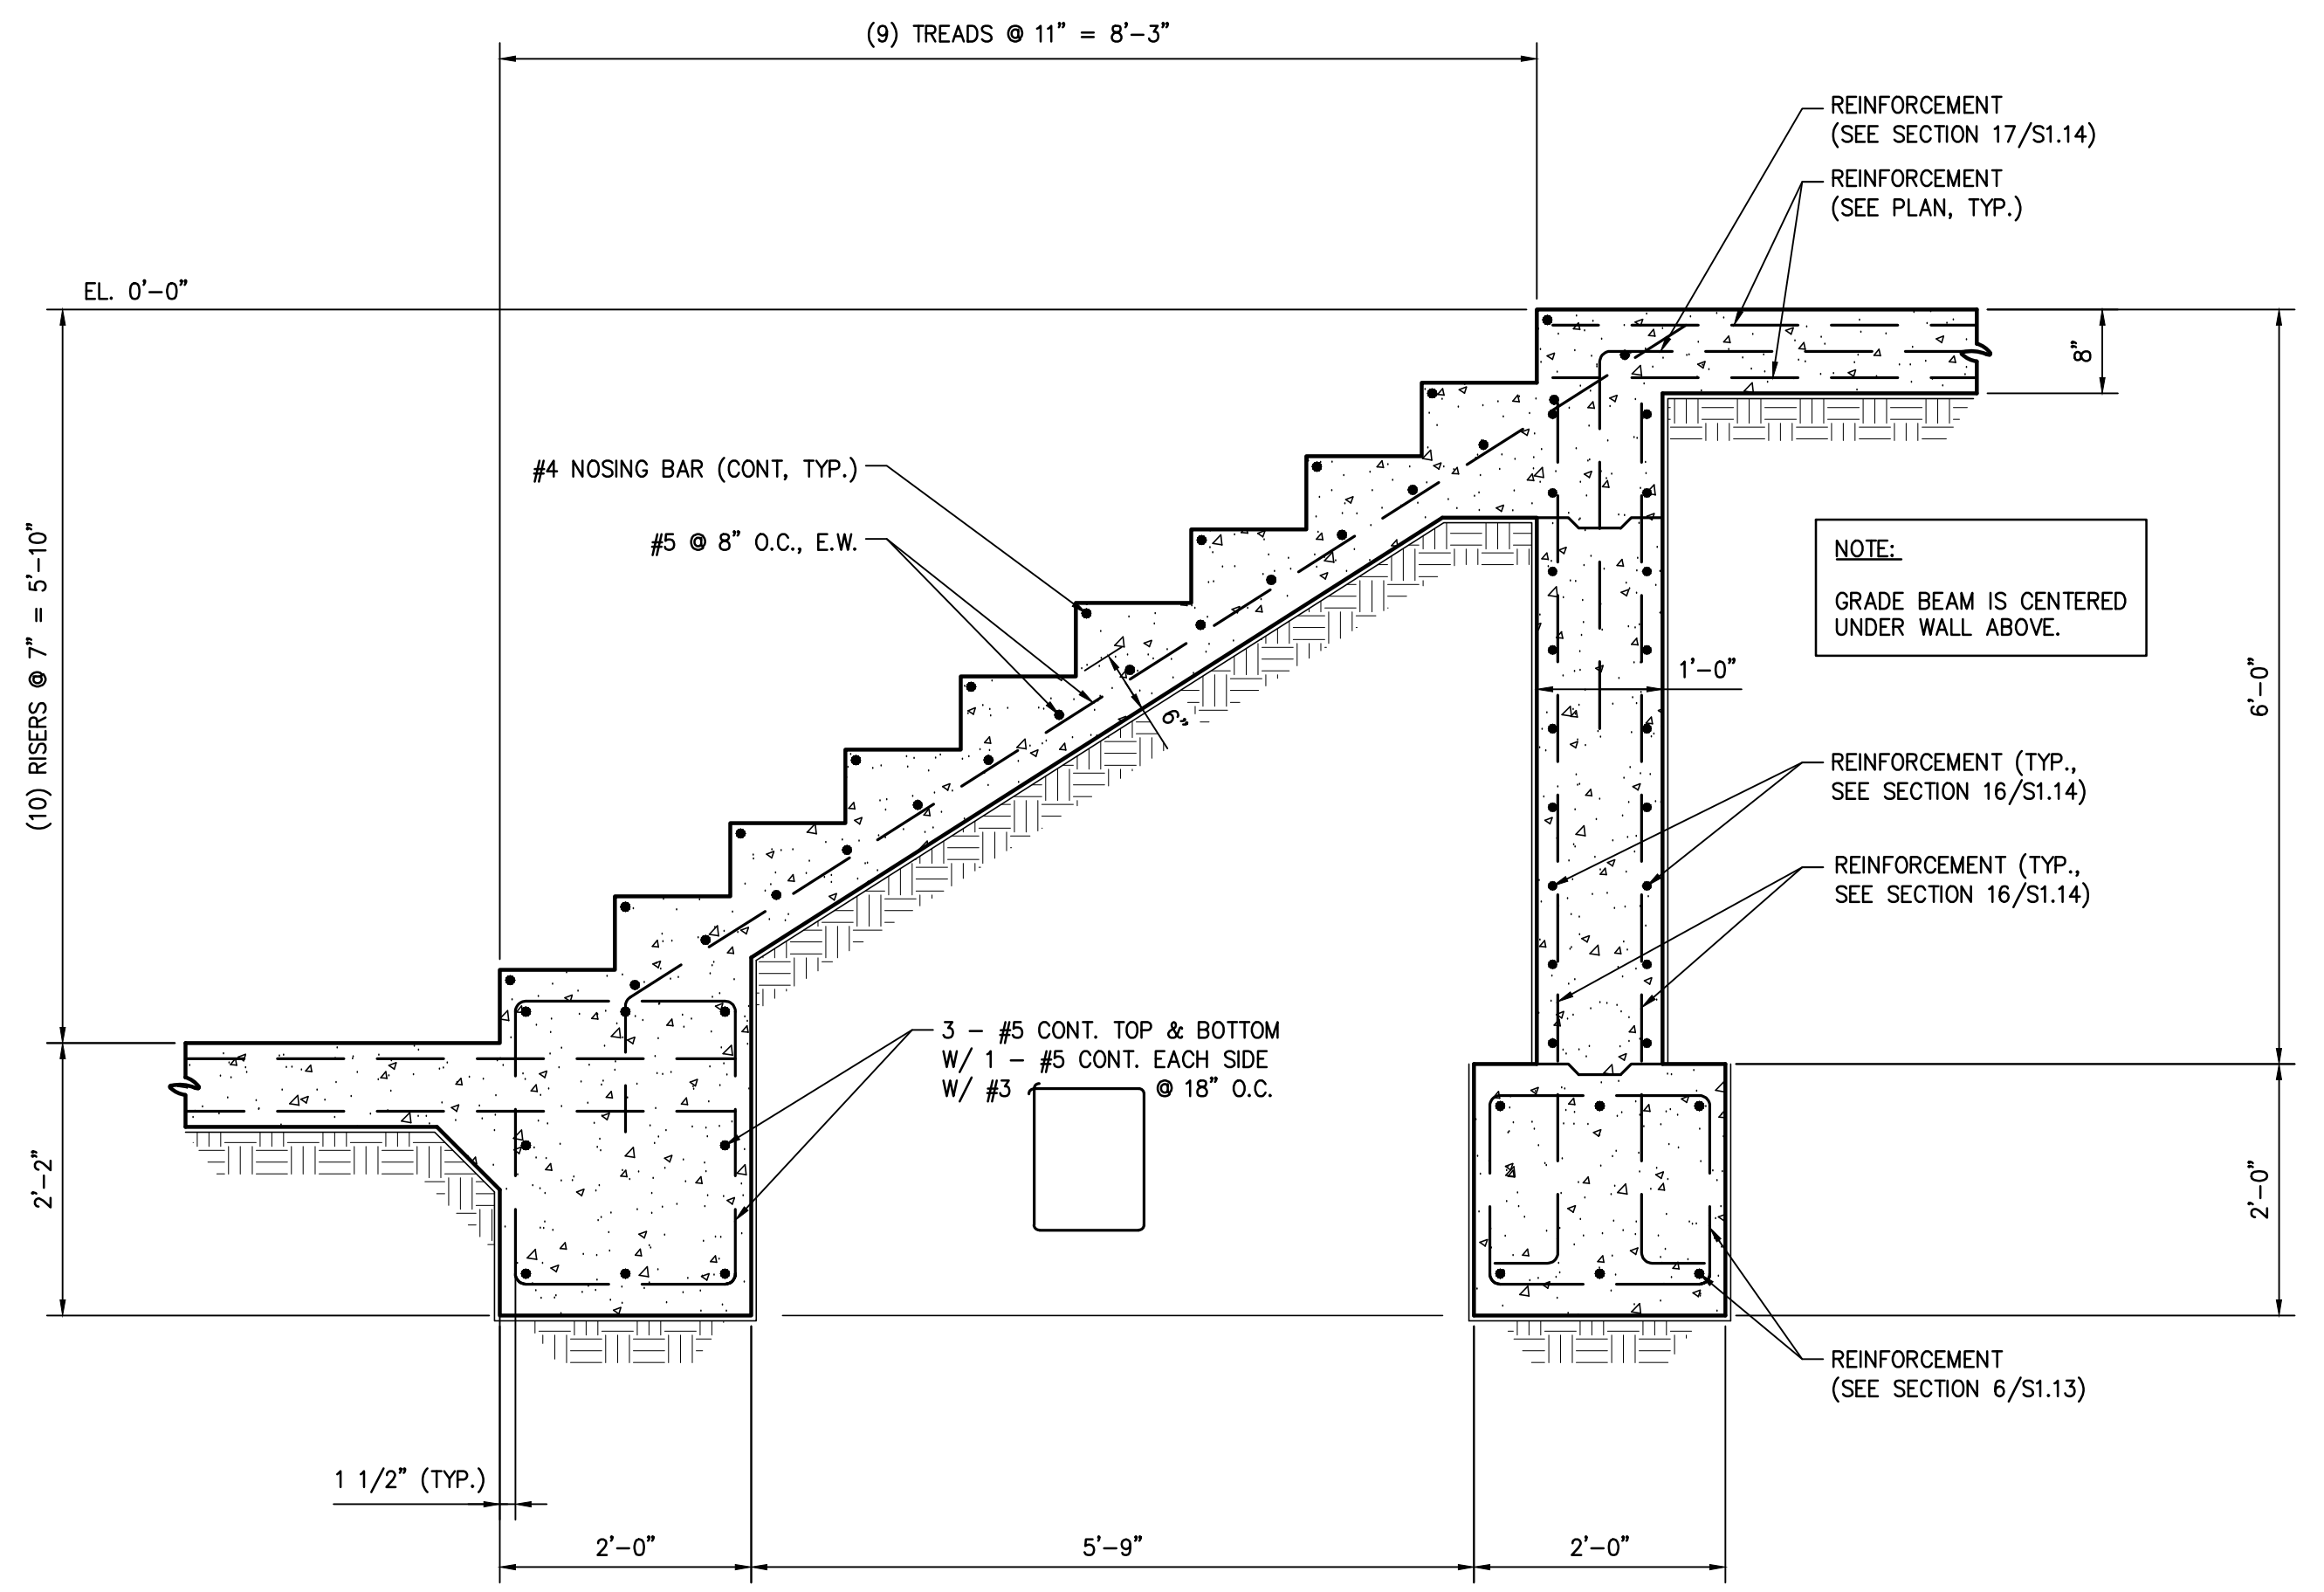 (9) TREADS @ 11" = 8'-3"
REINFORCEMENT
(SEE SECTION 17/S1.14)
REINFORCEMENT
(SEE PLAN, TYP.)
EL. 0'-0"
8"
#4 NOSING BAR (CONT, TYP.)
#5 @ 8" O.C., E.W.
(10) RISERS @ 7" = 5'-10"
NOTE:
GRADE BEAM IS CENTERED
UNDER WALL ABOVE.
1'-0"
6'-0"
6"
REINFORCEMENT (TYP.,
SEE SECTION 16/S1.14)
REINFORCEMENT (TYP.,
SEE SECTION 16/S1.14)
3 - #5 CONT. TOP & BOTTOM
W/ 1 - #5 CONT. EACH SIDE
W/ #3 @ 18" O.C.
2'-2"
2'-0"
REINFORCEMENT
(SEE SECTION 6/S1.13)
1 1/2" (TYP.)
2'-0"
5'-9"
2'-0"